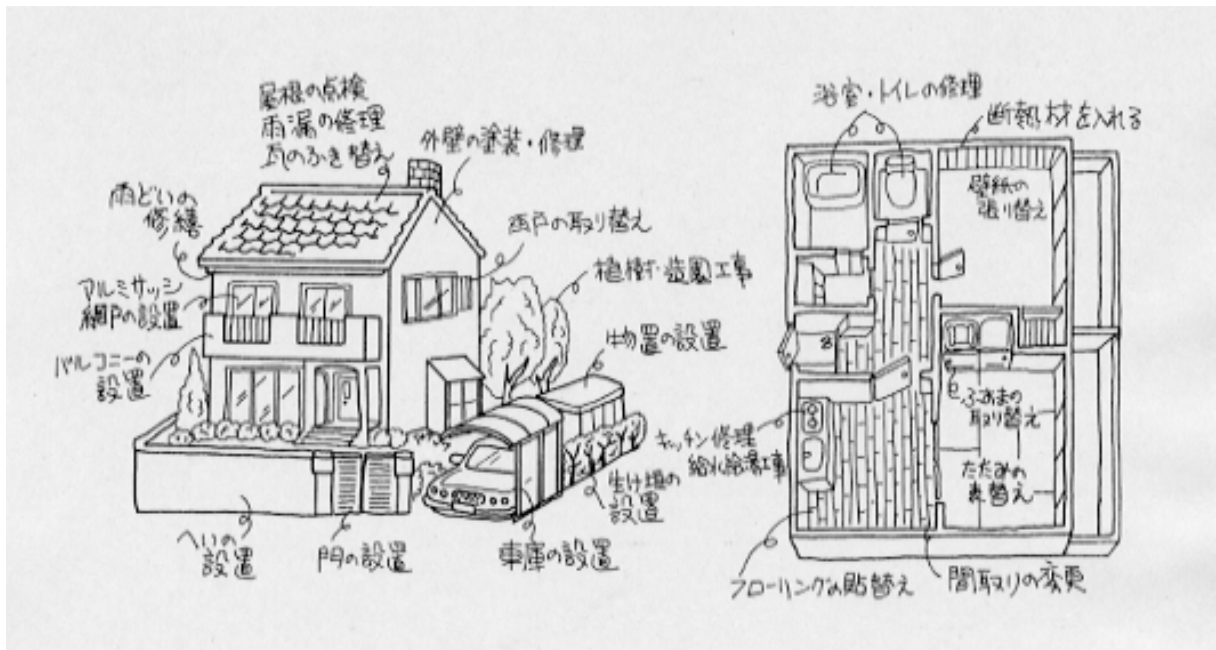 屋根の点検
雨漏の修理
瓦のふき替え
外壁の塗装・修理
雨どいの
修繕
雨戸の取り替え
アルミサッシ
網戸の設置
植樹・造園工事
バルコニーの
設置
物置の設置
生け垣の
設置
へいの
設置
門の設置
車庫の設置
浴室・トイレの修理
断熱材を入れる
壁紙の
張り替え
ふすまの
取り替え
キッチン修理
給水給湯工事
たたみの
表替え
フローリングの貼替え
間取りの変更